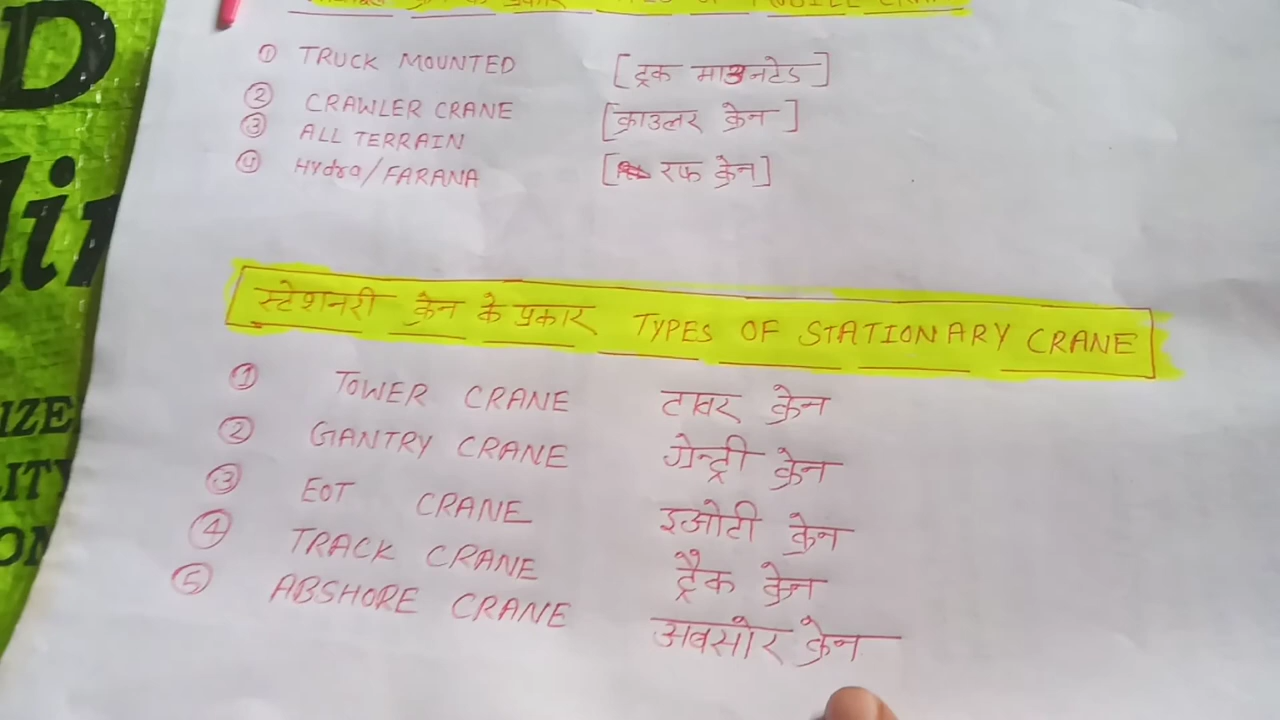 ① TRUCK MOUNTED [ट्रक माउनटेड]
② CRAWLER CRANE [क्राउलर क्रेन]
③ ALL TERRAIN
④ Hydra/FARANA [रफ क्रेन]
स्टेशनरी क्रेन के प्रकार TYPES OF STATIONARY CRANE
① TOWER CRANE टावर क्रेन
② GANTRY CRANE गेन्ट्री क्रेन
③ EOT CRANE इओटी क्रेन
④ TRACK CRANE ट्रैक क्रेन
⑤ ABSHORE CRANE अबसोर क्रेन
D
IZE